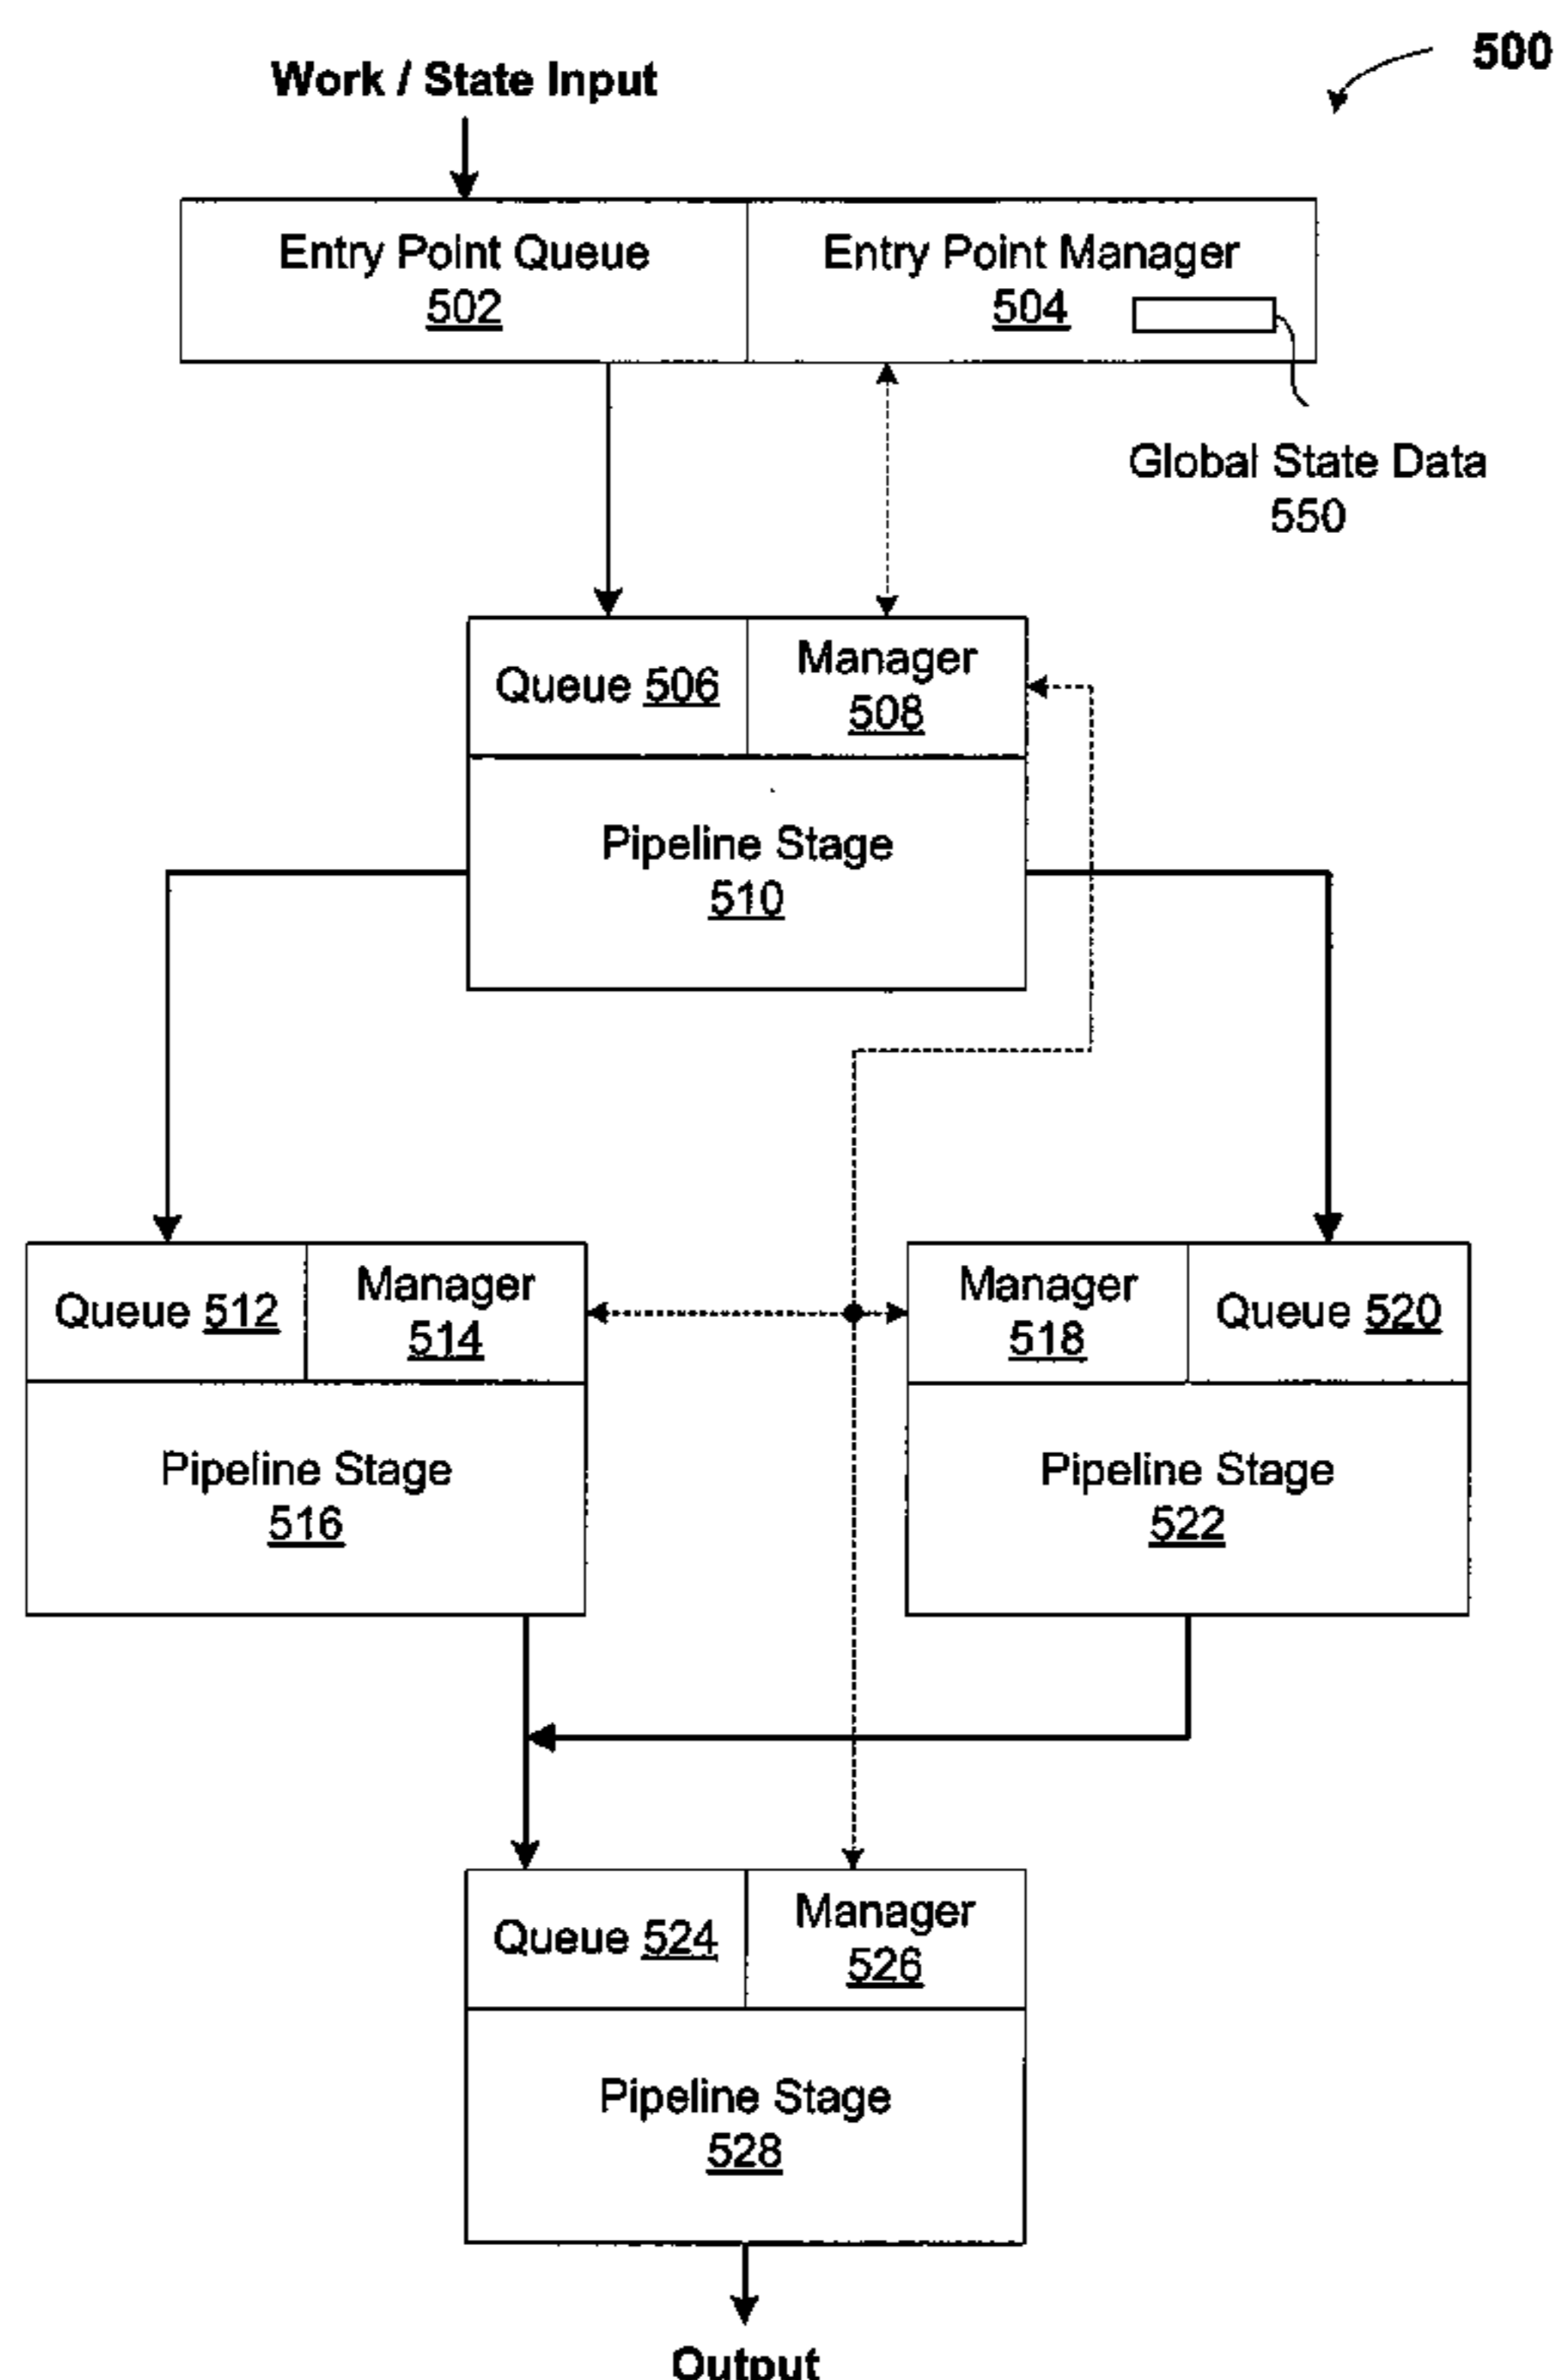 500
Work / State Input
Entry Point Queue
502
Entry Point Manager
504
Global State Data
550
Queue 506
Manager
508
Pipeline Stage
510
Queue 512
Manager
514
Pipeline Stage
516
Manager
518
Queue 520
Pipeline Stage
522
Queue 524
Manager
526
Pipeline Stage
528
Output